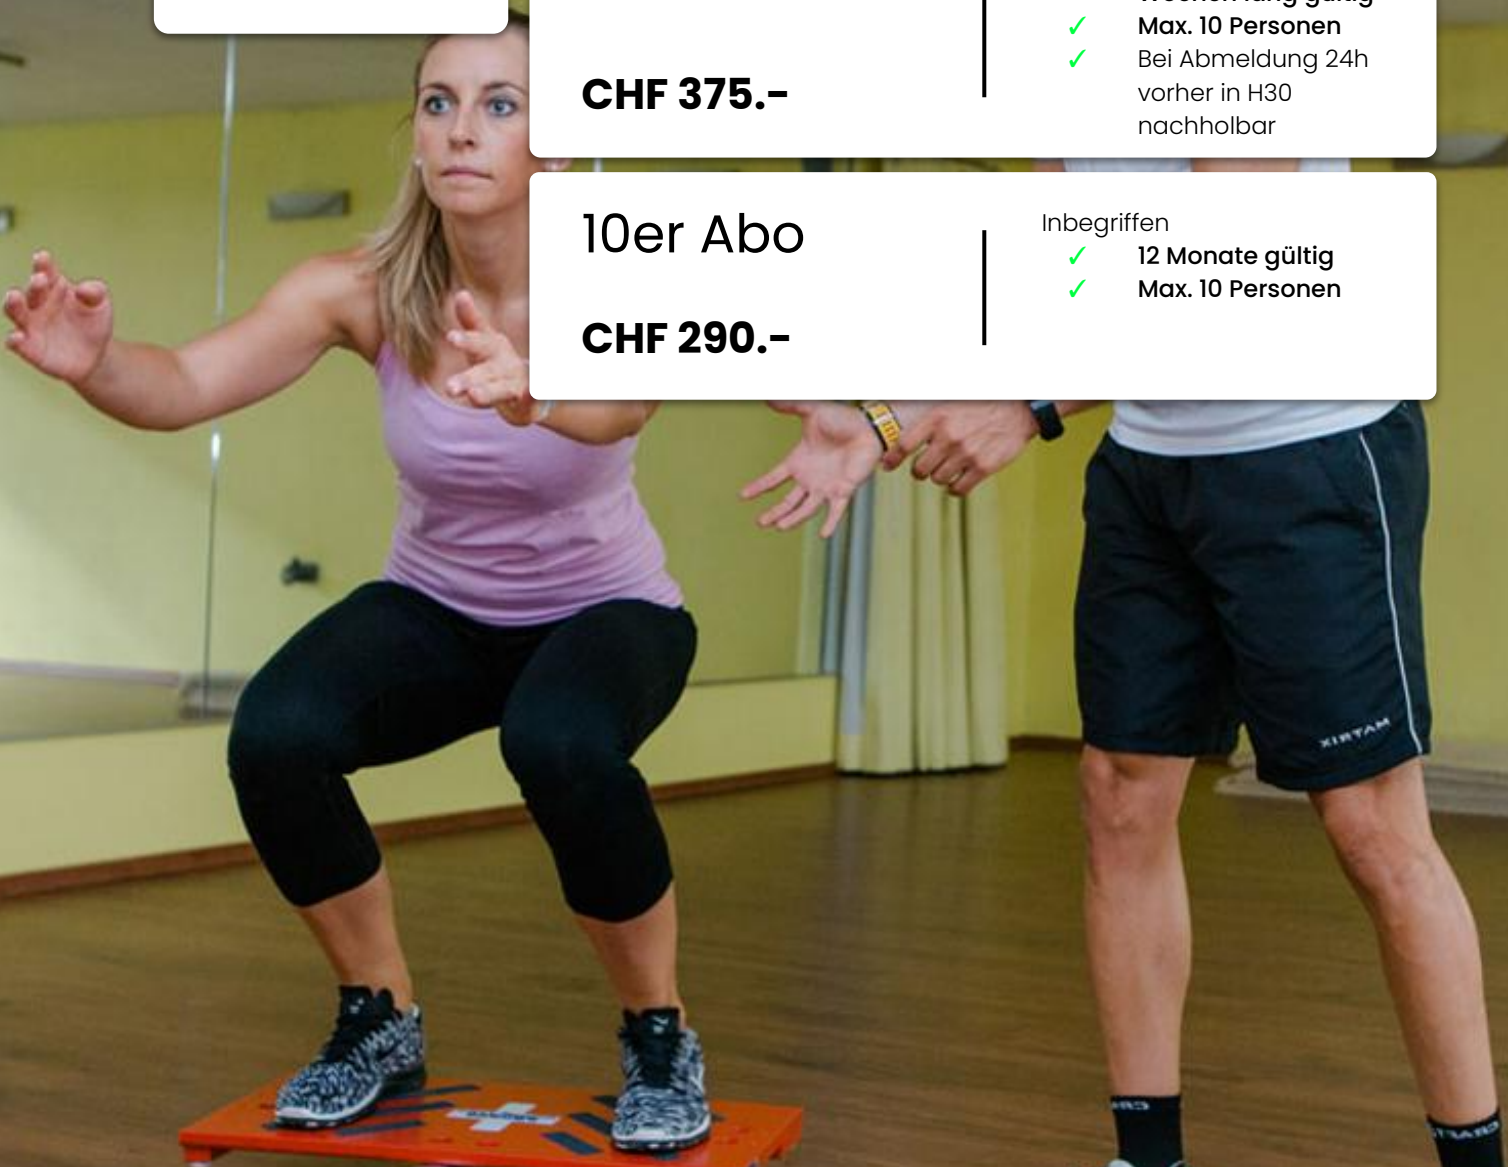 Max. 10 Personen
Bei Abmeldung 24h
vorher in H30
nachholbar
CHF 375.-
10er Abo
CHF 290.-
Inbegriffen
12 Monate gültig
Max. 10 Personen
MATRIX